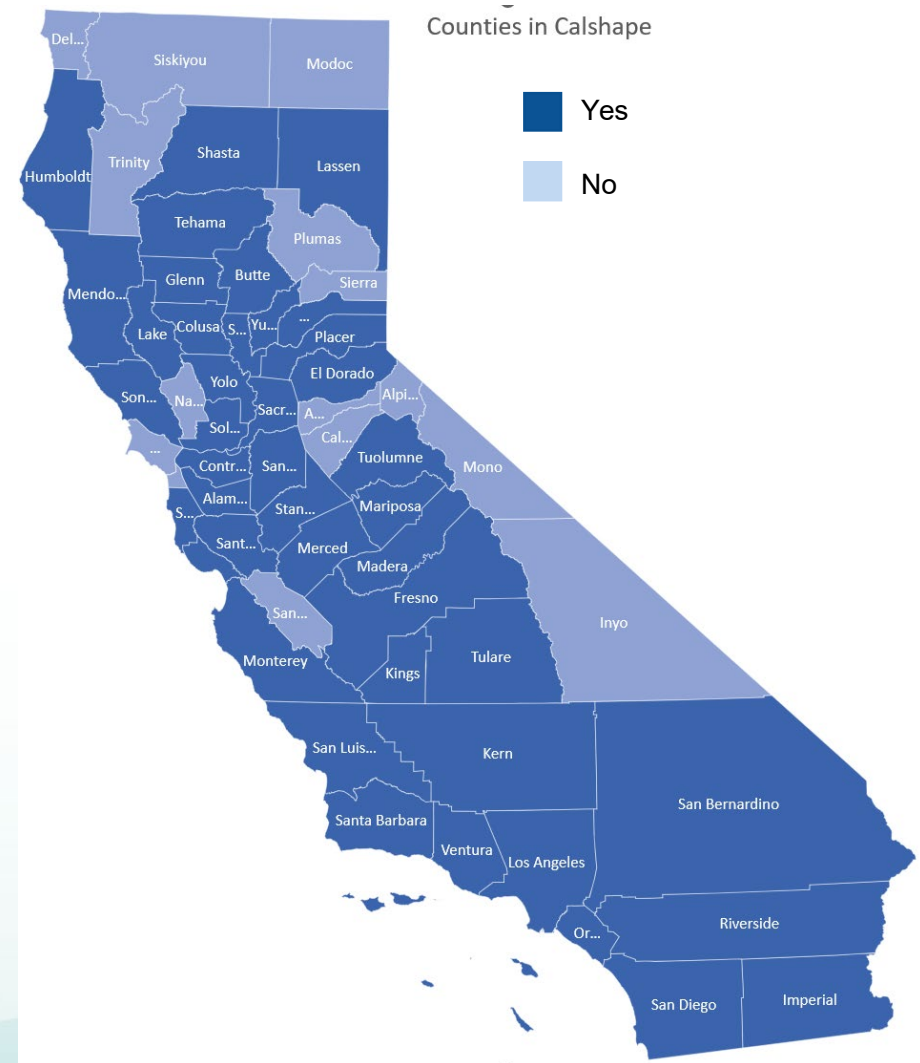 Counties in Calshape
Yes
No
Del...
Siskiyou
Modoc
Humboldt
Trinity
Shasta
Lassen
Tehama
Plumas
Mendo...
Glenn
Butte
Sierra
Lake
Colusa
S...
Yu...
...
Placer
Son...
Na...
Yolo
El Dorado
Sol...
Sacr...
A...
Alpi...
...
Contr...
San...
Cal...
Tuolumne
Mono
S...
Alam...
Stan...
Mariposa
Sant...
Merced
Madera
San...
Fresno
Inyo
Monterey
Kings
Tulare
San Luis...
Kern
Santa Barbara
Ventura
Los Angeles
San Bernardino
Or...
Riverside
San Diego
Imperial